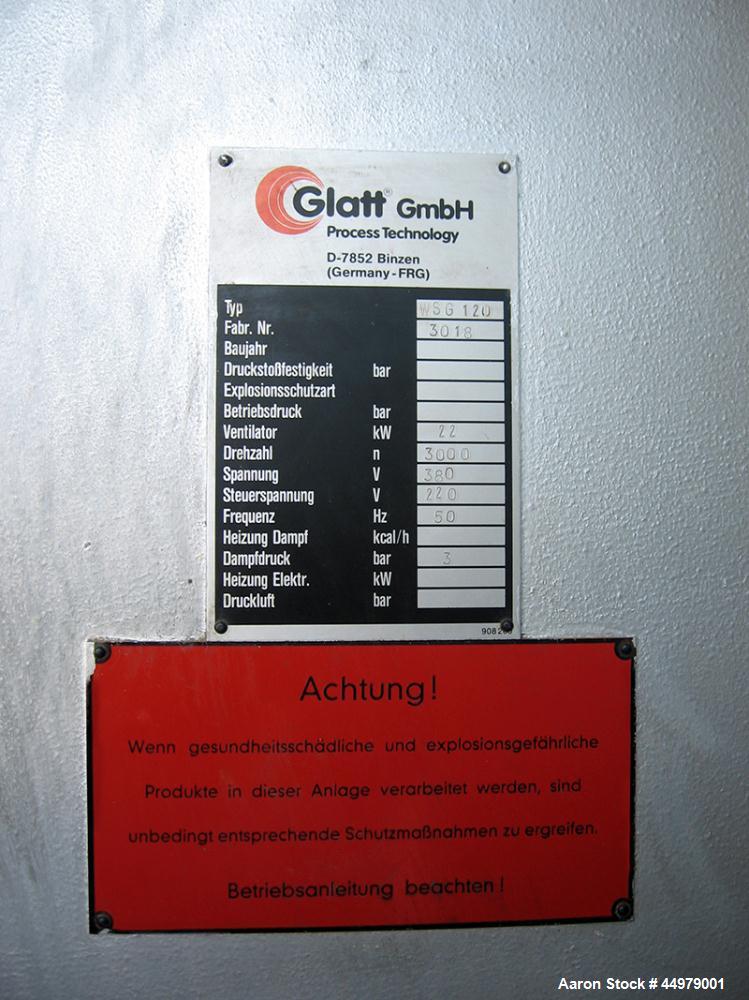 Glatt® GmbH
Process Technology
D-7852 Binzen
(Germany-FRG)
Typ WSG 120
Fabr. Nr. 3018
Baujahr
Druckstoßfestigkeit bar
Explosionsschutzart
Betriebsdruck bar
Ventilator kW 22
Drehzahl n 3000
Spannung V 380
Steuerspannung V 220
Frequenz Hz 50
Heizung Dampf kcal/h
Dampfdruck bar 3
Heizung Elektr. kW
Druckluft bar
Achtung!
Wenn gesundheitsschädliche und explosionsgefährliche
Produkte in dieser Anlage verarbeitet werden, sind
unbedingt entsprechende Schutzmaßnahmen zu ergreifen.
Betriebsanleitung beachten!
Aaron Stock # 44979001